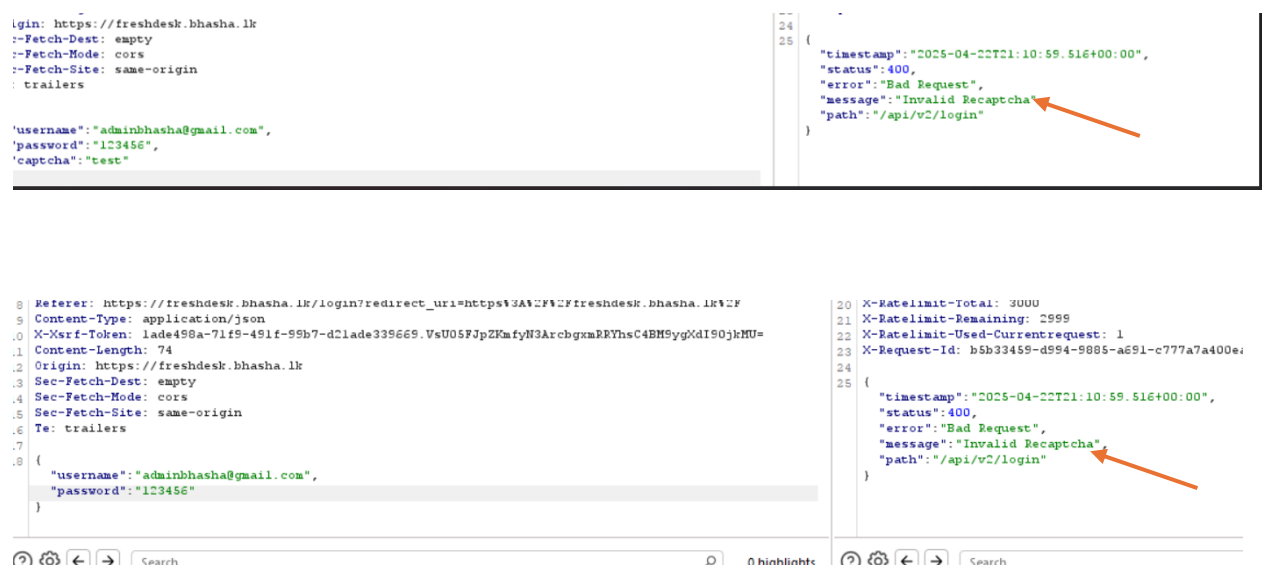 igin: https://freshdesk.bhasha.lk
c-Fetch-Dest: empty
c-Fetch-Mode: cors
c-Fetch-Site: same-origin
: trailers
"username":"adminbhasha@gmail.com",
"password":"123456",
"captcha":"test"
24
25 {
"timestamp":"2025-04-22T21:10:59.516+00:00",
"status":400,
"error":"Bad Request",
"message":"Invalid Recaptcha",
"path":"/api/v2/login"
}
8 Referer: https://freshdesk.bhasha.lk/login?redirect_uri=https%3A%2F%2Ffreshdesk.bhasha.lk%2F
9 Content-Type: application/json
.0 X-Xsrf-Token: 1ade498a-71f9-491f-99b7-d21ade339669.VsU05FJpZKmfyN3ArcbgxmRRYhsC4BM9ygXdI9OjkMU=
.1 Content-Length: 74
.2 Origin: https://freshdesk.bhasha.lk
.3 Sec-Fetch-Dest: empty
.4 Sec-Fetch-Mode: cors
.5 Sec-Fetch-Site: same-origin
.6 Te: trailers
.7
.8 {
"username":"adminbhasha@gmail.com",
"password":"123456"
}
Search
0 highlights
20 X-Ratelimit-Total: 3000
21 X-Ratelimit-Remaining: 2999
22 X-Ratelimit-Used-Currentrequest: 1
23 X-Request-Id: b5b33459-d994-9885-a691-c777a7a400ea
24
25 {
"timestamp":"2025-04-22T21:10:59.516+00:00",
"status":400,
"error":"Bad Request",
"message":"Invalid Recaptcha",
"path":"/api/v2/login"
}
Search